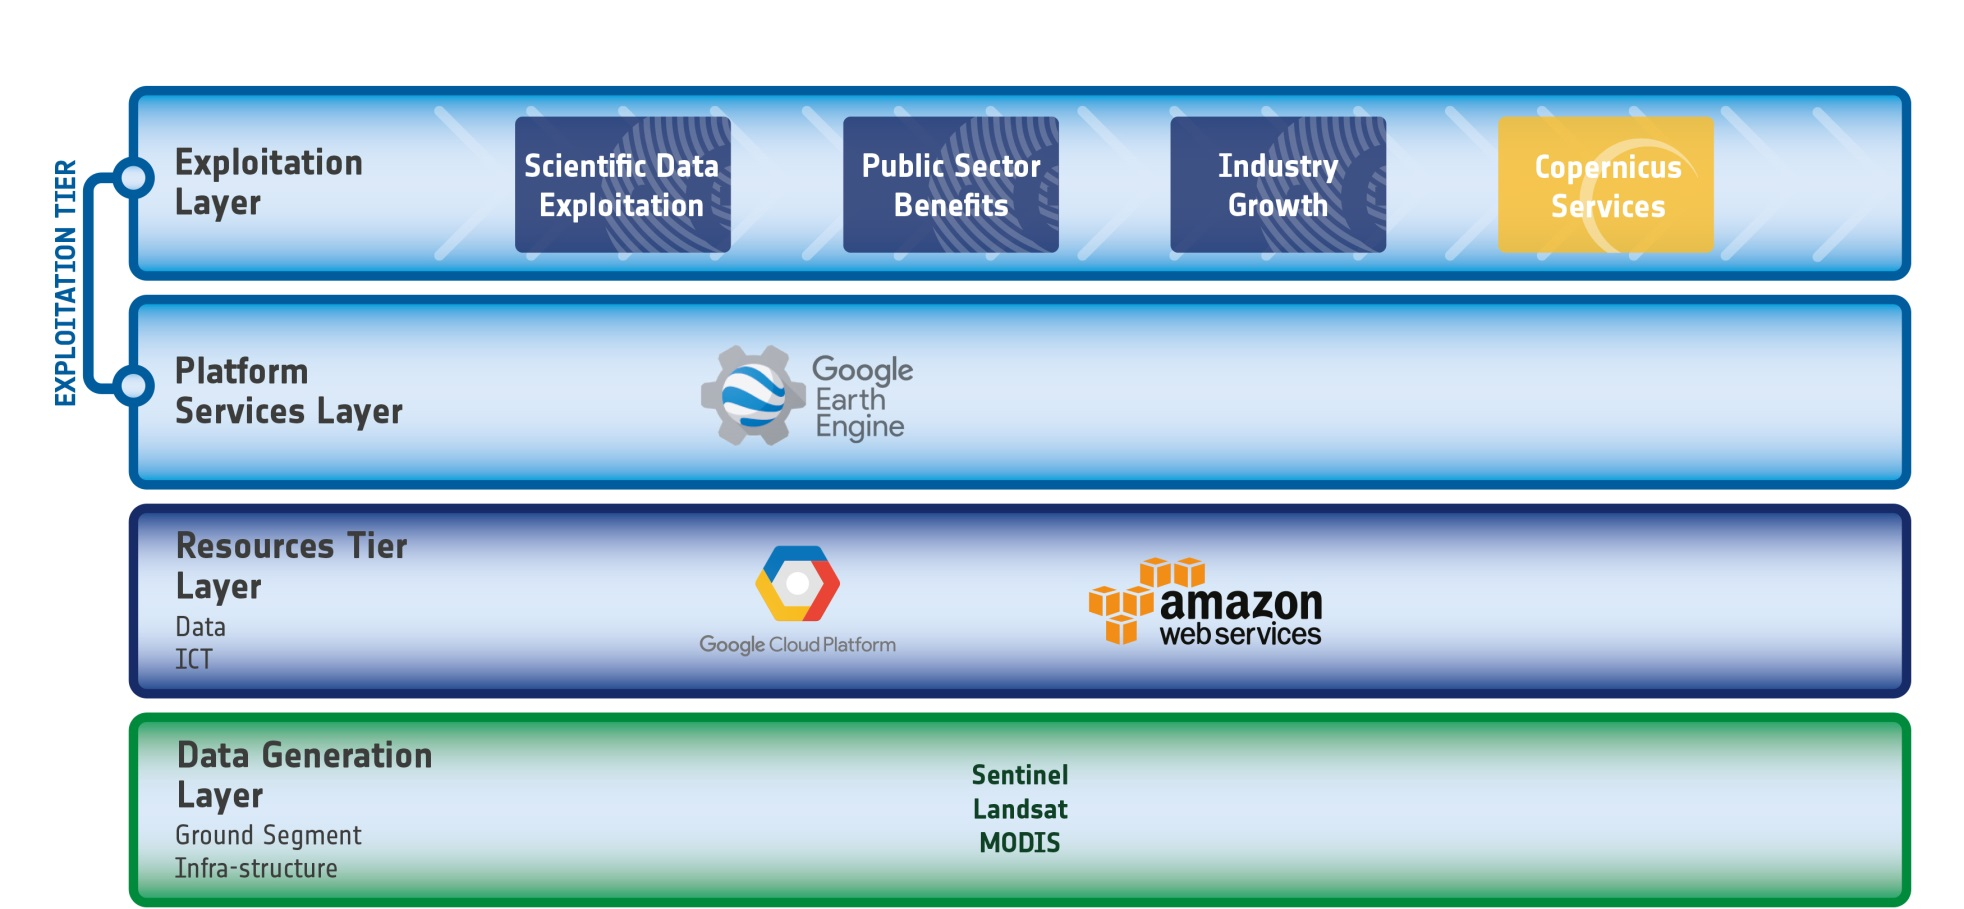 EXPLOITATION TIER
Exploitation
Layer
Scientific Data
Exploitation
Public Sector
Benefits
Industry
Growth
Copernicus
Services
Platform
Services Layer
Google
Earth
Engine
Resources Tier
Layer
Data
ICT
Google Cloud Platform
amazon
web services
Data Generation
Layer
Ground Segment
Infra-structure
Sentinel
Landsat
MODIS